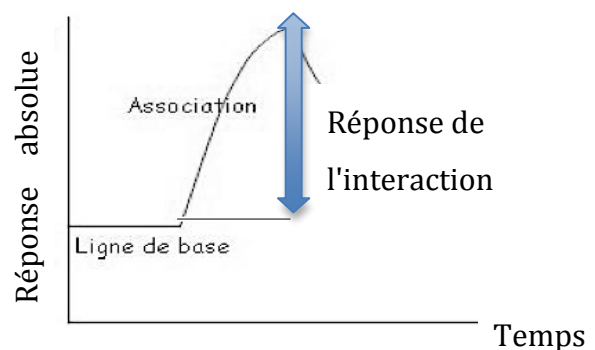 Réponse absolue
Association
Réponse de
l'interaction
Ligne de base
Temps